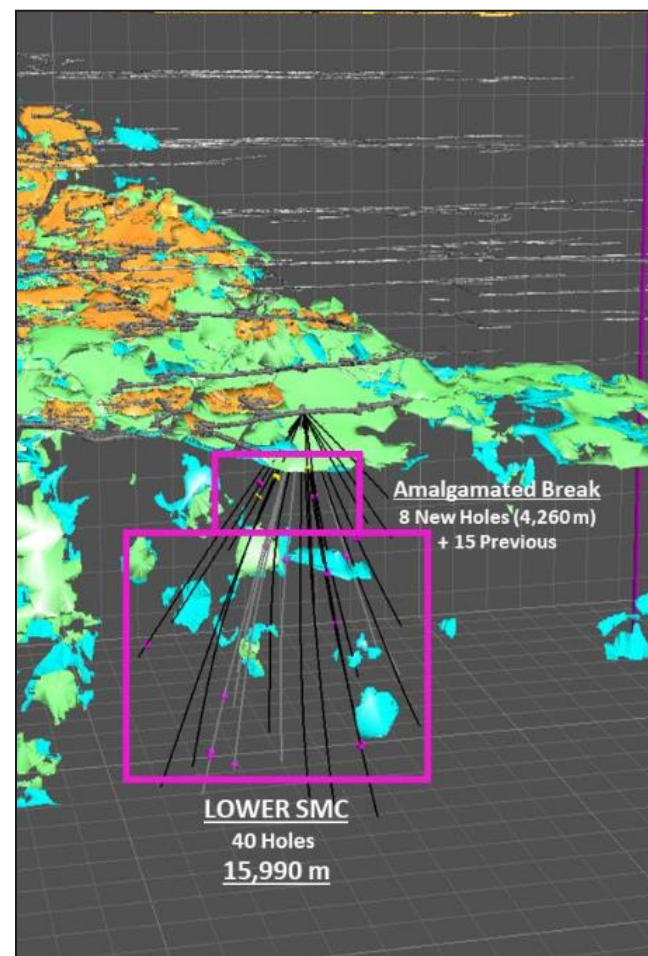 Amalgamated Break
8 New Holes (4,260 m)
+ 15 Previous
LOWER SMC
40 Holes
15,990 m